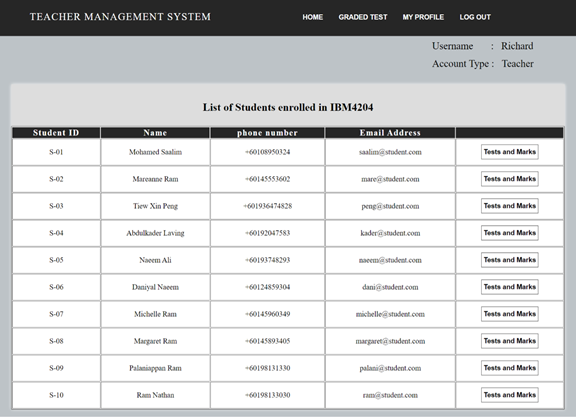 TEACHER MANAGEMENT SYSTEM HOME GRADED TEST MY PROFILE LOG OUT
Username : Richard
Account Type : Teacher
List of Students enrolled in IBM4204
Student ID Name phone number Email Address
S-01 Mohamed Saalim +60108950324 saalim@student.com Tests and Marks
S-02 Mareanne Ram +60145553602 mare@student.com Tests and Marks
S-03 Tiew Xin Peng +601936474828 peng@student.com Tests and Marks
S-04 Abdulkader Laving +60192047583 kader@student.com Tests and Marks
S-05 Naeem Ali +60193748293 naeem@student.com Tests and Marks
S-06 Daniyal Naeem +60124859304 dani@student.com Tests and Marks
S-07 Michelle Ram +60145960349 michelle@student.com Tests and Marks
S-08 Margaret Ram +60145893405 margaret@student.com Tests and Marks
S-09 Palaniappan Ram +60198131330 palani@student.com Tests and Marks
S-10 Ram Nathan +60198133030 ram@student.com Tests and Marks